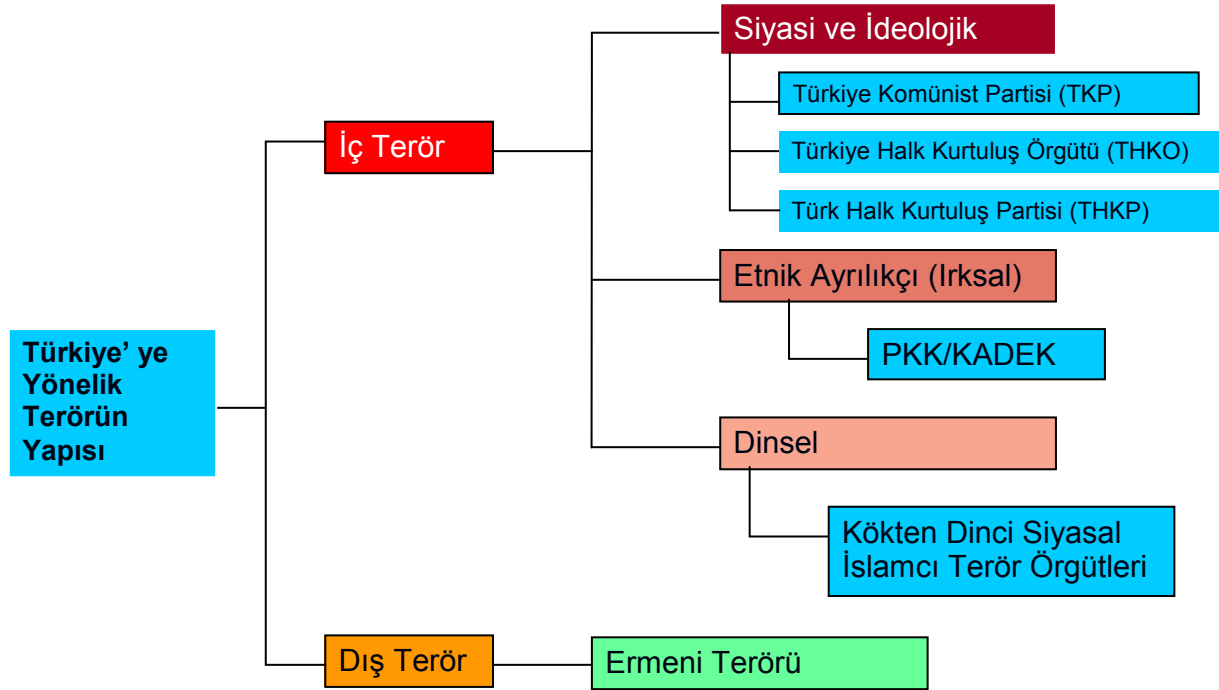 Siyasi ve İdeolojik
Türkiye Komünist Partisi (TKP)
İç Terör
Türkiye Halk Kurtuluş Örgütü (THKO)
Türk Halk Kurtuluş Partisi (THKP)
Etnik Ayrılıkçı (Irksal)
PKK/KADEK
Türkiye’ ye
Yönelik
Terörün
Yapısı
Dinsel
Kökten Dinci Siyasal
İslamcı Terör Örgütleri
Dış Terör
Ermeni Terörü